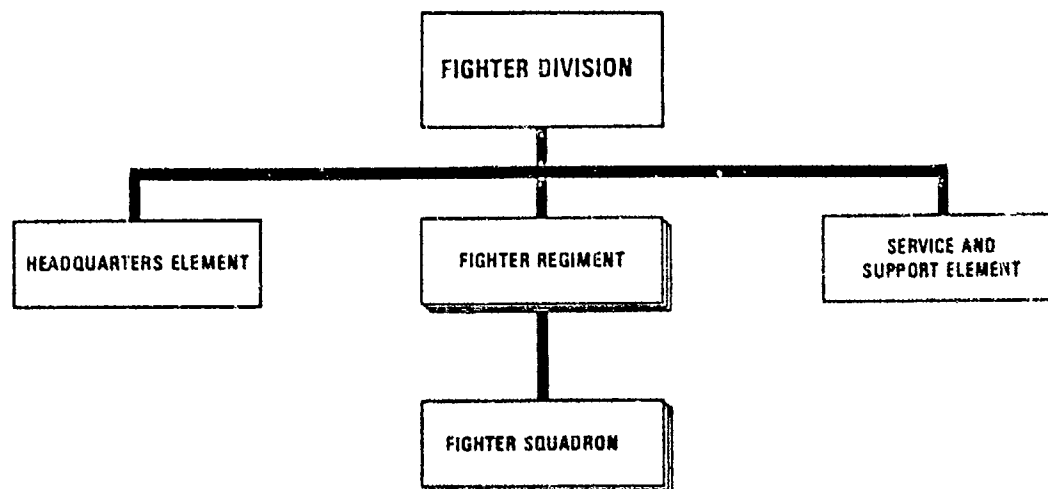 FIGHTER DIVISION
HEADQUARTERS ELEMENT
FIGHTER REGIMENT
SERVICE AND
SUPPORT ELEMENT
FIGHTER SQUADRON